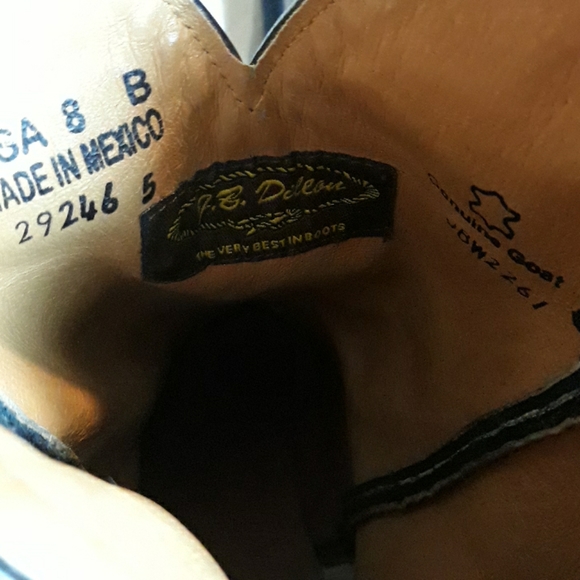 GA 8 B
MADE IN MEXICO
29246 5
J.B. Dillon
THE VERY BEST IN BOOTS
Genuine Goat
JBW2261